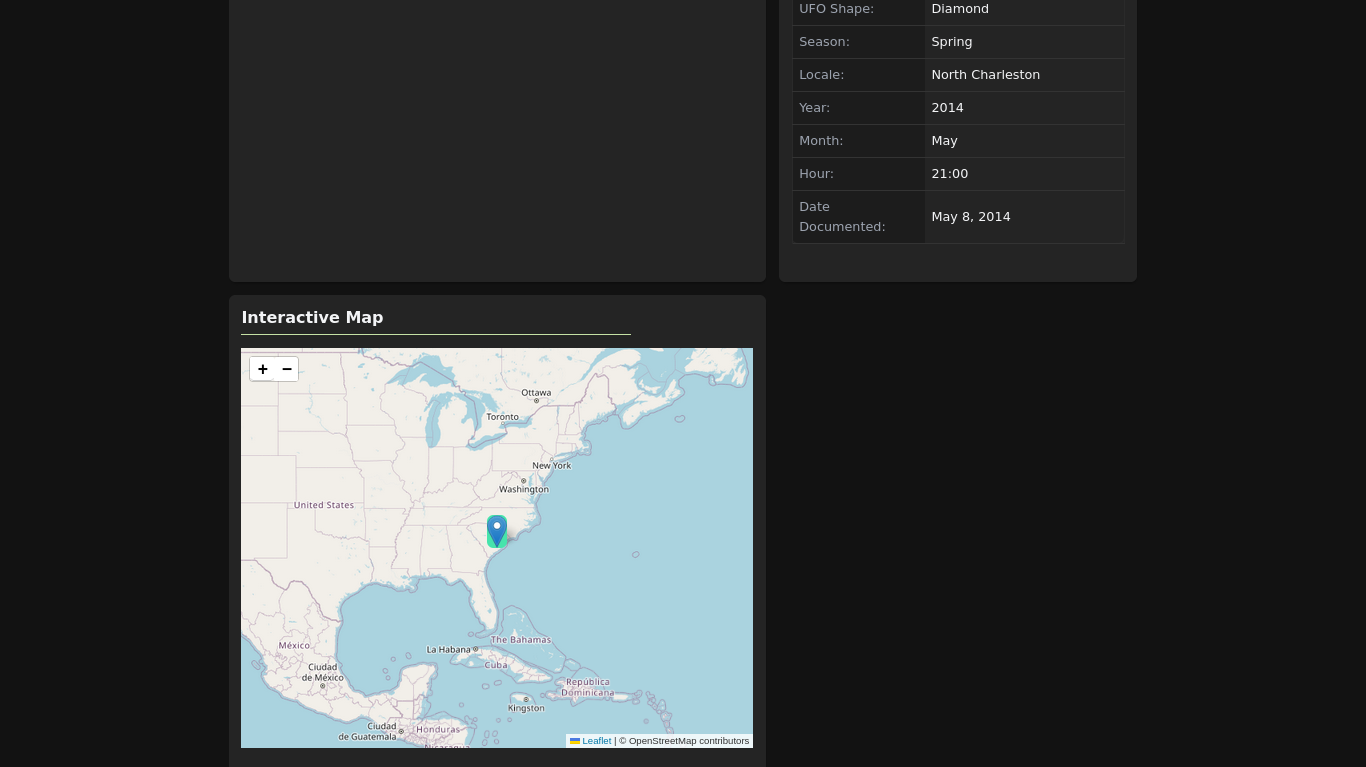 UFO Shape: Diamond
Season: Spring
Locale: North Charleston
Year: 2014
Month: May
Hour: 21:00
Date
Documented: May 8, 2014
Interactive Map
+ −
Ottawa
Toronto
New York
Washington
United States
México
La Habana
The Bahamas
Cuba
Ciudad
de México
República
Dominicana
Kingston
Ciudad
de Guatemala
Honduras
Nicaragua
Leaflet | © OpenStreetMap contributors